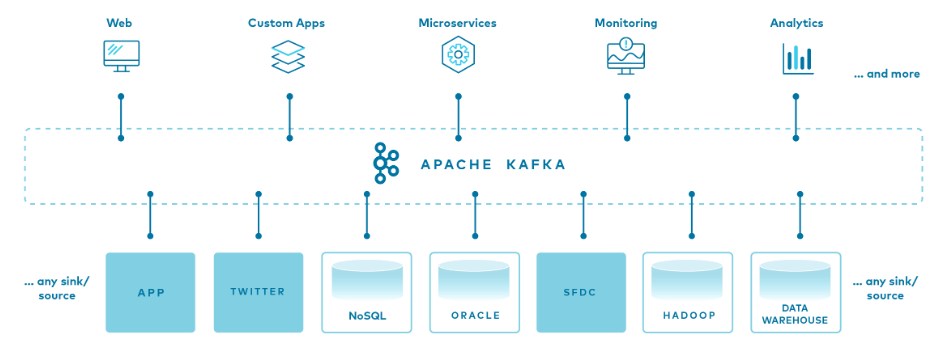 Web
Custom Apps
Microservices
Monitoring
Analytics
... and more
APACHE KAFKA
... any sink/
source
APP
TWITTER
NoSQL
ORACLE
SFDC
HADOOP
DATA
WAREHOUSE
... any sink/
source